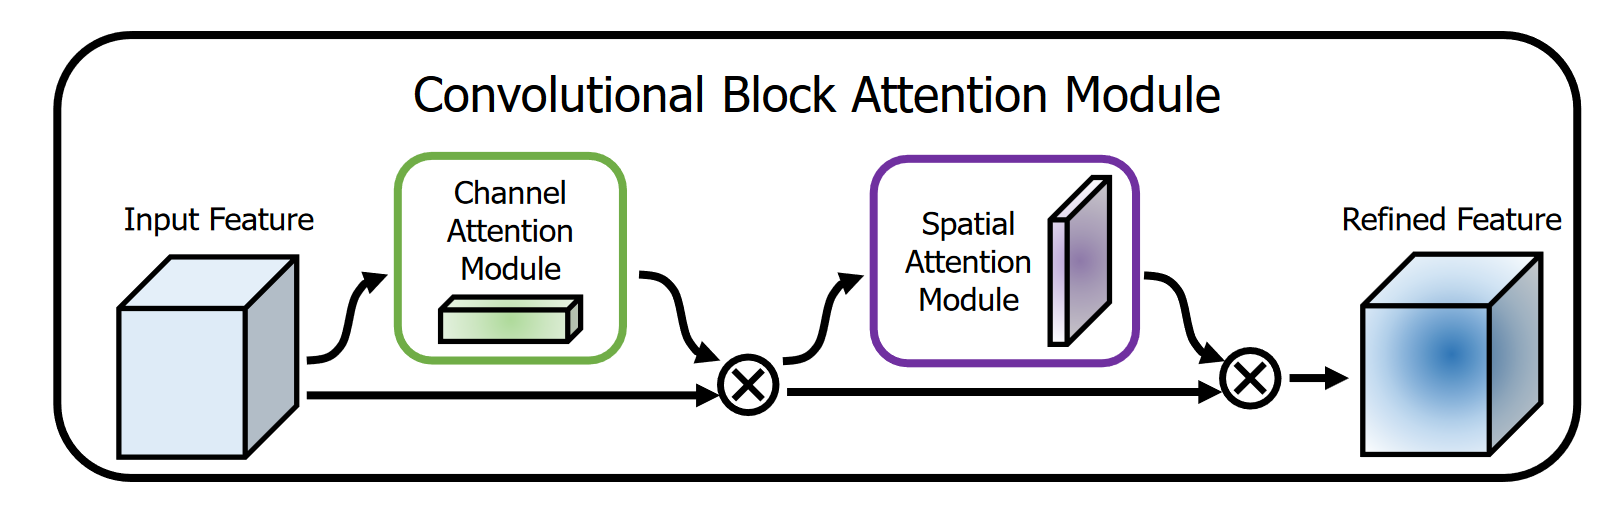 Convolutional Block Attention Module
Input Feature
Channel
Attention
Module
Spatial
Attention
Module
Refined Feature